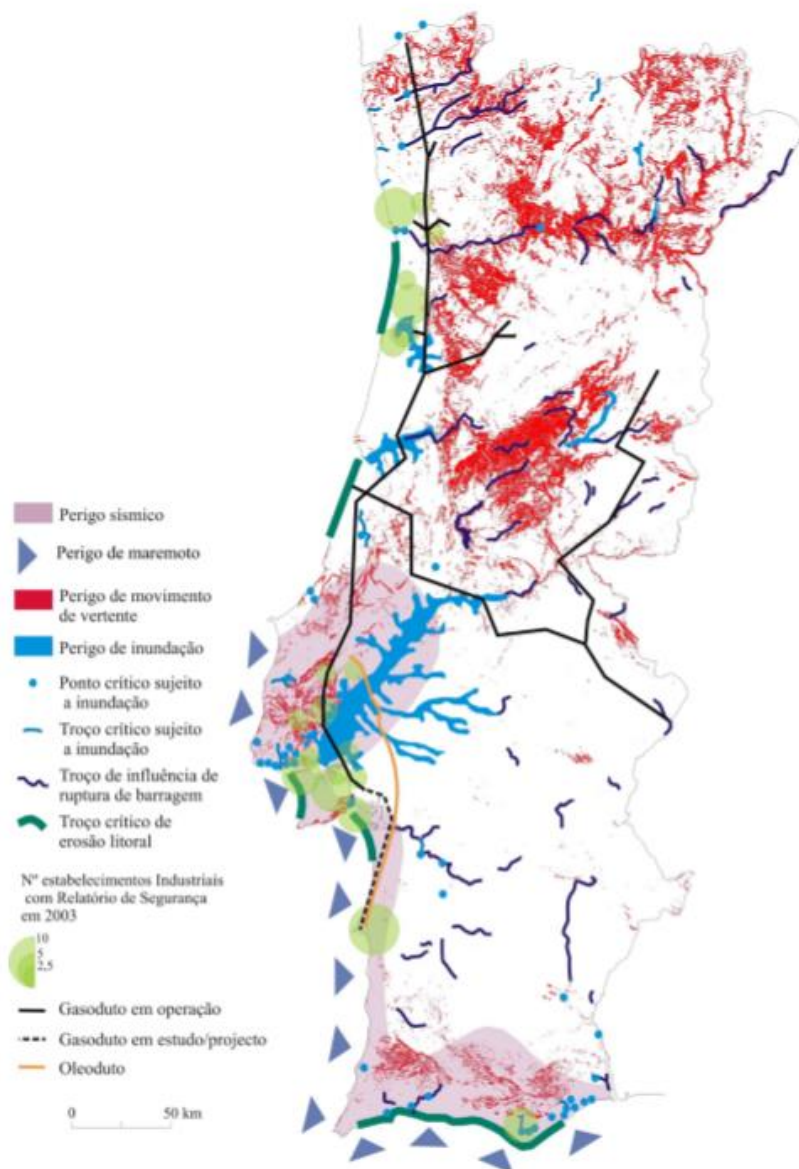 Perigo sísmico
Perigo de maremoto
Perigo de movimento
de vertente
Perigo de inundação
Ponto crítico sujeito
a inundação
Troço crítico sujeito
a inundação
Troço de influência de
ruptura de barragem
Troço crítico de
erosão litoral
Nº estabelecimentos Industriais
com Relatório de Segurança
em 2003
10
5
2,5
Gasoduto em operação
Gasoduto em estudo/projecto
Oleoduto
0 50 km